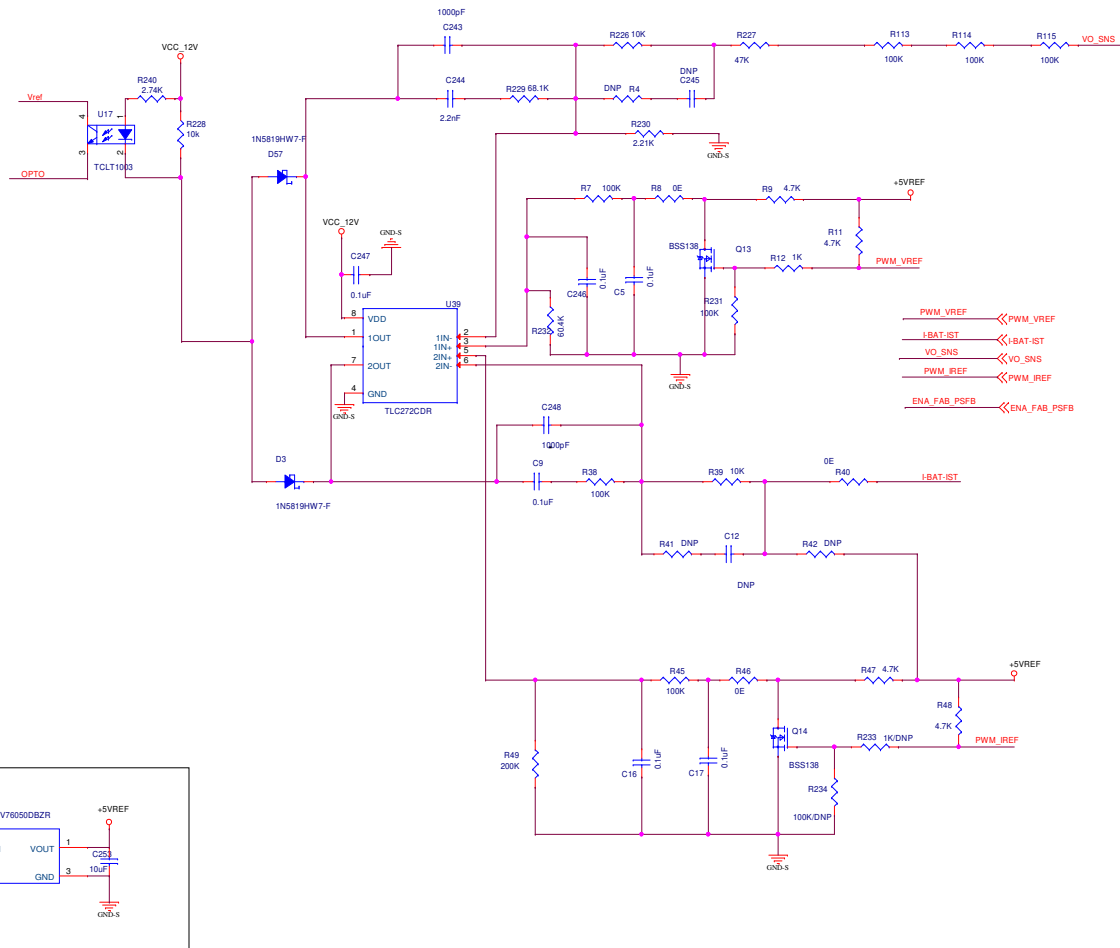 1000pF
C243
R226 10K
R227
47K
R113
100K
R114
100K
R115
100K
VO_SNS
VCC_12V
R240
2.74K
Vref
U17
4
1
3
2
R228
10k
TCLT1003
OPTO
C244
2.2nF
R229 68.1K
DNP R4
DNP
C245
R230
2.21K
GND-S
1N5819HW7-F
D57
R7 100K
R8 0E
R9 4.7K
+5VREF
VCC_12V
GND-S
C247
0.1uF
BSS138
Q13
R11
4.7K
R12 1K
PWM_VREF
C246
0.1uF
C5
0.1uF
R231
100K
R232
60.4K
GND-S
U39
8 VDD
1 1OUT
7 2OUT
4 GND
1IN- 2
1IN+ 3
2IN+ 5
2IN- 6
TLC272CDR
GND-S
PWM_VREF
PWM_VREF
I-BAT-IST
I-BAT-IST
VO_SNS
VO_SNS
PWM_IREF
PWM_IREF
ENA_FAB_PSFB
ENA_FAB_PSFB
C248
1000pF
D3
1N5819HW7-F
C9
0.1uF
R38
100K
R39 10K
0E
R40
I-BAT-IST
R41 DNP
C12
DNP
R42 DNP
R45
100K
R46
0E
R47 4.7K
+5VREF
R48
4.7K
Q14
BSS138
R233 1K/DNP
PWM_IREF
R49
200K
C16
0.1uF
C17
0.1uF
R234
100K/DNP
GND-S
V76050DBZR
VOUT 1
GND 3
+5VREF
C253
10uF
GND-S